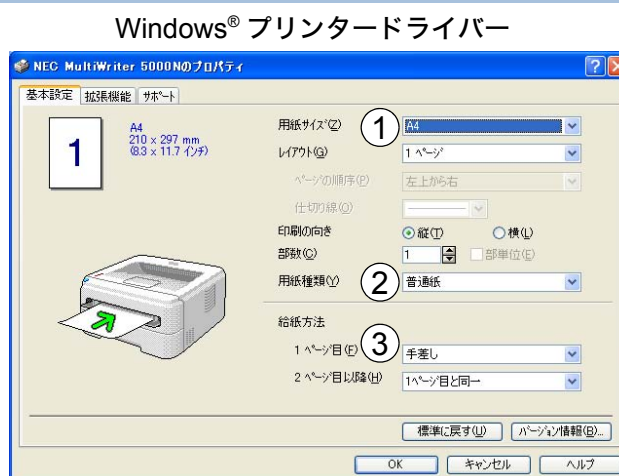 Windows® プリンタードライバー
NEC MultiWriter 5000Nのプロパティ
基本設定 拡張機能 サポート
1
A4
210 x 297 mm
(8.3 x 11.7 インチ)
用紙サイズ(Z) ① A4
レイアウト(G) 1 ページ
ページの順序(P) 左上から右
仕切り線(O)
印刷の向き 縦(T) 横(L)
部数(C) 1 部単位(E)
用紙種類(Y) ② 普通紙
給紙方法
1 ページ目(F) ③ 手差し
2 ページ目以降(H) 1ページ目と同一
標準に戻す(U) バージョン情報(B)...
OK キャンセル ヘルプ